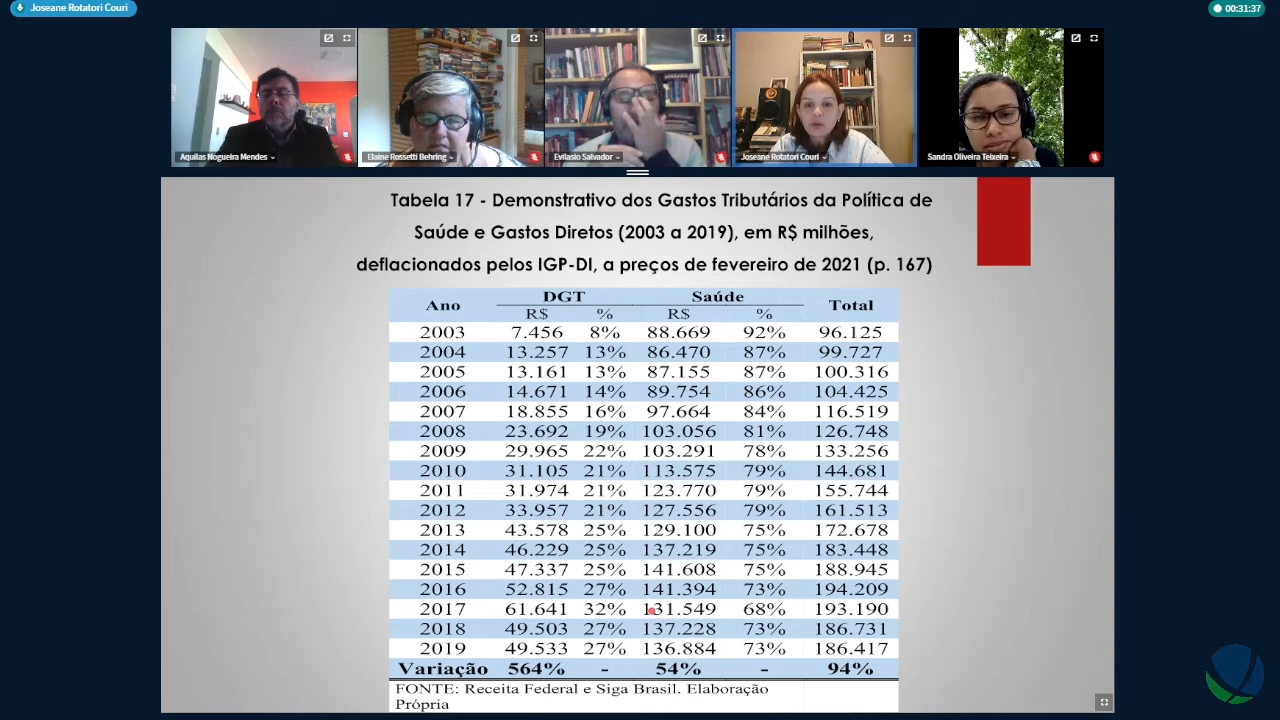 Joseane Rotatori Couri
00:31:37
Aquilas Nogueira Mendes
Elaine Rossetti Behring
Evilasio Salvador
Joseane Rotatori Couri
Sandra Oliveira Teixeira
Tabela 17 - Demonstrativo dos Gastos Tributários da Política de
Saúde e Gastos Diretos (2003 a 2019), em R$ milhões,
deflacionados pelos IGP-DI, a preços de fevereiro de 2021 (p. 167)
Ano DGT Saúde Total
R$ % R$ %
2003 7.456 8% 88.669 92% 96.125
2004 13.257 13% 86.470 87% 99.727
2005 13.161 13% 87.155 87% 100.316
2006 14.671 14% 89.754 86% 104.425
2007 18.855 16% 97.664 84% 116.519
2008 23.692 19% 103.056 81% 126.748
2009 29.965 22% 103.291 78% 133.256
2010 31.105 21% 113.575 79% 144.681
2011 31.974 21% 123.770 79% 155.744
2012 33.957 21% 127.556 79% 161.513
2013 43.578 25% 129.100 75% 172.678
2014 46.229 25% 137.219 75% 183.448
2015 47.337 25% 141.608 75% 188.945
2016 52.815 27% 141.394 73% 194.209
2017 61.641 32% 131.549 68% 193.190
2018 49.503 27% 137.228 73% 186.731
2019 49.533 27% 136.884 73% 186.417
Variação 564% - 54% - 94%
FONTE: Receita Federal e Siga Brasil. Elaboração
Própria